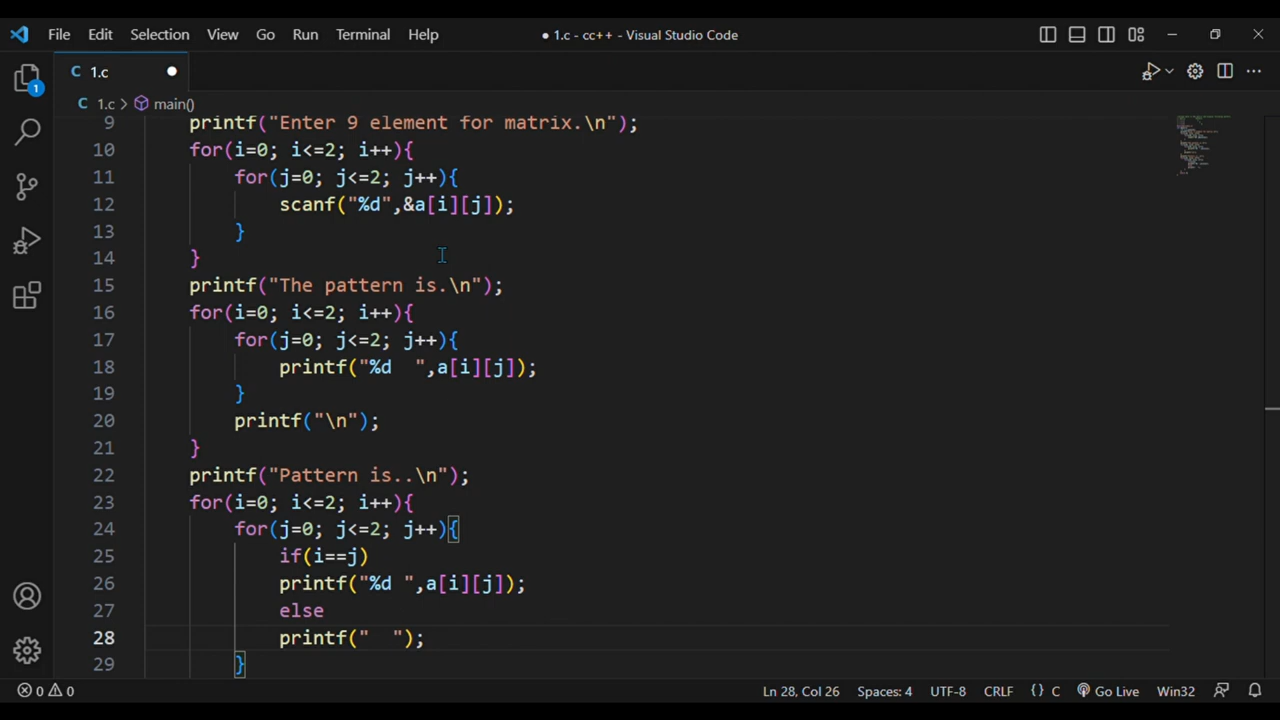 File Edit Selection View Go Run Terminal Help ● 1.c - cc++ - Visual Studio Code
C 1.c ●
1
C 1.c > main()
9 printf("Enter 9 element for matrix.\n");
10 for(i=0; i<=2; i++){
11 for(j=0; j<=2; j++){
12 scanf("%d",&a[i][j]);
13 }
14 }
15 printf("The pattern is.\n");
16 for(i=0; i<=2; i++){
17 for(j=0; j<=2; j++){
18 printf("%d  ",a[i][j]);
19 }
20 printf("\n");
21 }
22 printf("Pattern is..\n");
23 for(i=0; i<=2; i++){
24 for(j=0; j<=2; j++){
25 if(i==j)
26 printf("%d ",a[i][j]);
27 else
28 printf("  ");
29 }
0 0 Ln 28, Col 26 Spaces: 4 UTF-8 CRLF {} C Go Live Win32